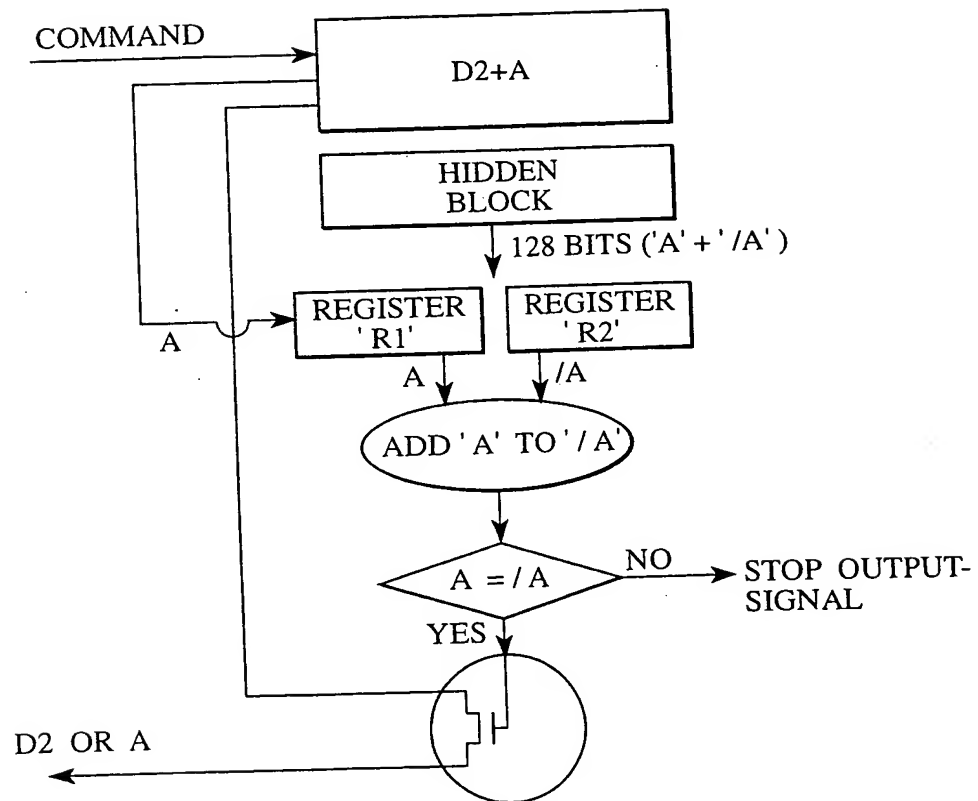 COMMAND
D2+A
HIDDEN
BLOCK
128 BITS ('A' + '/A')
REGISTER
'R1'
REGISTER
'R2'
A
A
/A
ADD 'A' TO '/A'
A = /A
NO
STOP OUTPUT-
SIGNAL
YES
D2 OR A